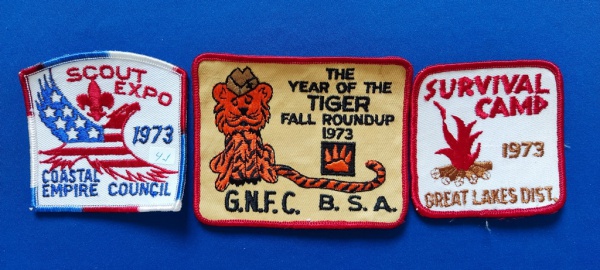 SCOUT
EXPO
1973
COASTAL
EMPIRE COUNCIL
THE
YEAR OF THE
TIGER
FALL ROUNDUP
1973
G.N.F.C. B.S.A.
SURVIVAL
CAMP
1973
GREAT LAKES DIST.